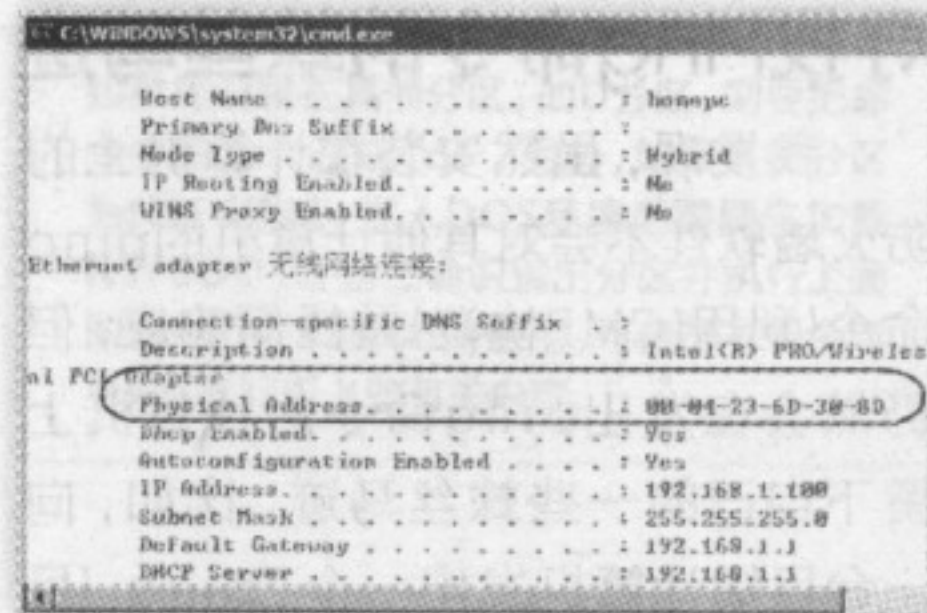 C:\WINDOWS\system32\cmd.exe
Host Name . . . . . . . . . . . . : homepc
Primary Dns Suffix . . . . . . . :
Node Type . . . . . . . . . . . . : Hybrid
IP Routing Enabled. . . . . . . . : No
WINS Proxy Enabled. . . . . . . . : No
Ethernet adapter 无线网络连接:
Connection-specific DNS Suffix . :
Description . . . . . . . . . . . : Intel(R) PRO/Wireles
al PCI Adapter
Physical Address. . . . . . . . . : 00-04-23-6D-30-8D
Dhcp Enabled. . . . . . . . . . . : Yes
Autoconfiguration Enabled . . . . : Yes
IP Address. . . . . . . . . . . . : 192.168.1.100
Subnet Mask . . . . . . . . . . . : 255.255.255.0
Default Gateway . . . . . . . . . : 192.168.1.1
DHCP Server . . . . . . . . . . . : 192.168.1.1